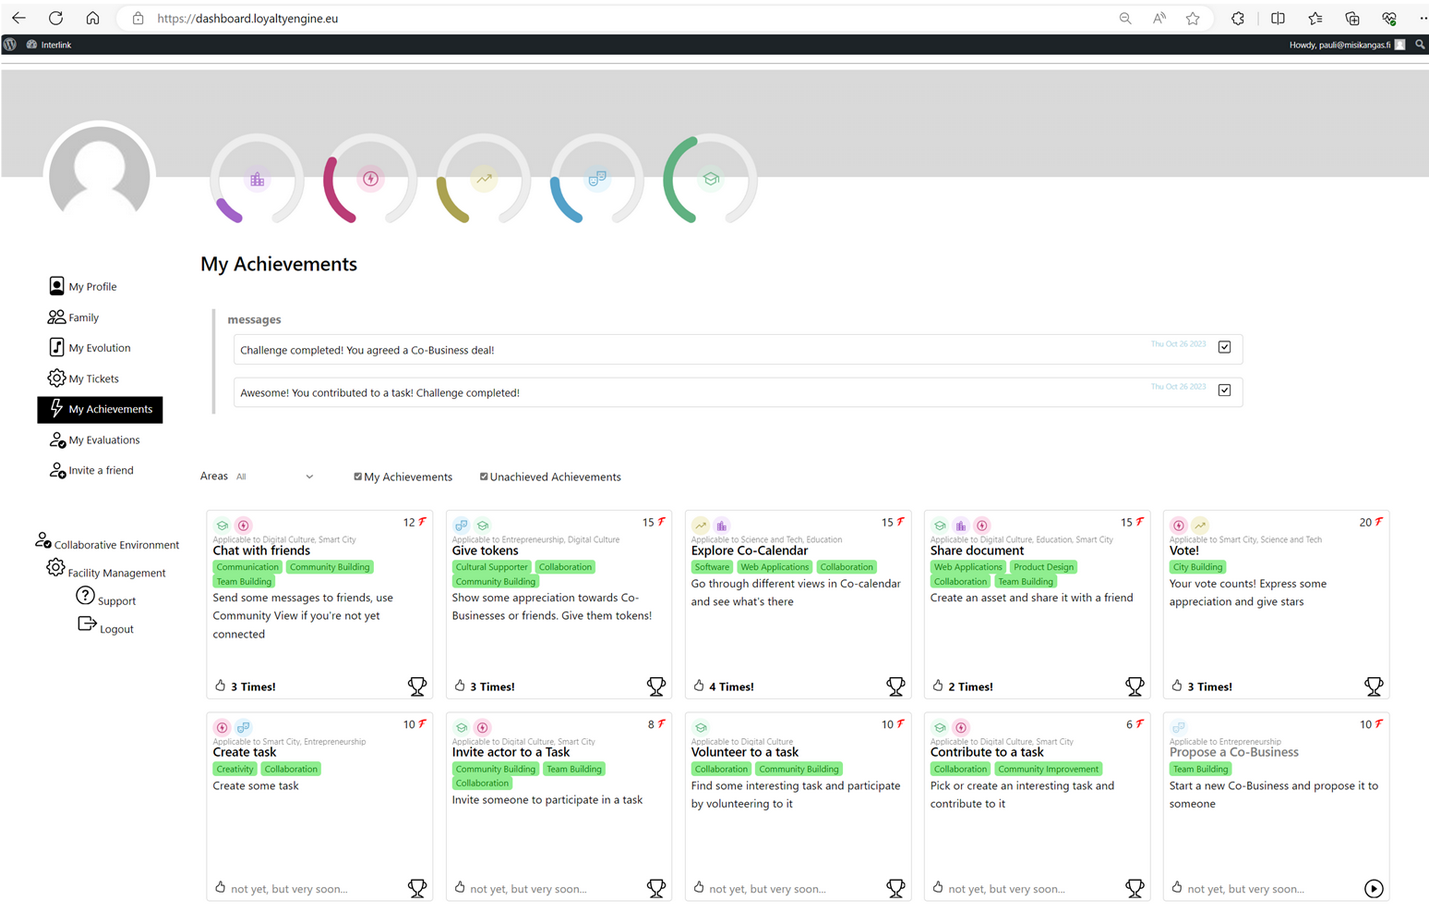 https://dashboard.loyaltyengine.eu
Interlink
Howdy, pauli@misikangas.fi
My Achievements
My Profile
Family
My Evolution
My Tickets
My Achievements
My Evaluations
Invite a friend
Collaborative Environment
Facility Management
Support
Logout
messages
Challenge completed! You agreed a Co-Business deal!
Thu Oct 26 2023
Awesome! You contributed to a task! Challenge completed!
Thu Oct 26 2023
Areas All
My Achievements
Unachieved Achievements
12
Applicable to Digital Culture, Smart City
Chat with friends
Communication Community Building
Team Building
Send some messages to friends, use
Community View if you're not yet
connected
3 Times!
15
Applicable to Entrepreneurship, Digital Culture
Give tokens
Cultural Supporter Collaboration
Community Building
Show some appreciation towards Co-
Businesses or friends. Give them tokens!
3 Times!
15
Applicable to Science and Tech, Education
Explore Co-Calendar
Software Web Applications Collaboration
Go through different views in Co-calendar
and see what's there
4 Times!
15
Applicable to Digital Culture, Education, Smart City
Share document
Web Applications Product Design
Collaboration Team Building
Create an asset and share it with a friend
2 Times!
20
Applicable to Smart City, Science and Tech
Vote!
City Building
Your vote counts! Express some
appreciation and give stars
3 Times!
10
Applicable to Smart City, Entrepreneurship
Create task
Creativity Collaboration
Create some task
not yet, but very soon...
8
Applicable to Digital Culture, Smart City
Invite actor to a Task
Community Building Team Building
Collaboration
Invite someone to participate in a task
not yet, but very soon...
10
Applicable to Digital Culture
Volunteer to a task
Collaboration Community Building
Find some interesting task and participate
by volunteering to it
not yet, but very soon...
6
Applicable to Digital Culture, Smart City
Contribute to a task
Collaboration Community Improvement
Pick or create an interesting task and
contribute to it
not yet, but very soon...
10
Applicable to Entrepreneurship
Propose a Co-Business
Team Building
Start a new Co-Business and propose it to
someone
not yet, but very soon...